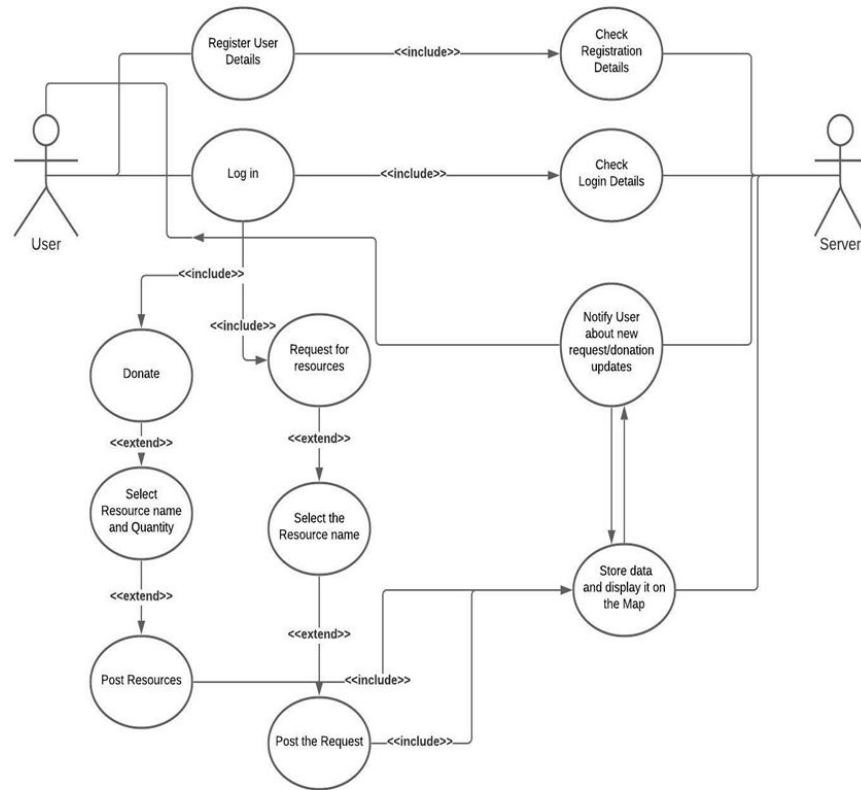 Register User
Details
<<include>>
Check
Registration
Details
Log in
<<include>>
Check
Login Details
User
Server
<<include>>
<<include>>
Donate
Request for
resources
Notify User
about new
request/donation
updates
<<extend>>
<<extend>>
Select
Resource name
and Quantity
Select the
Resource name
<<extend>>
<<extend>>
Store data
and display it on
the Map
Post Resources
<<include>>
Post the Request
<<include>>